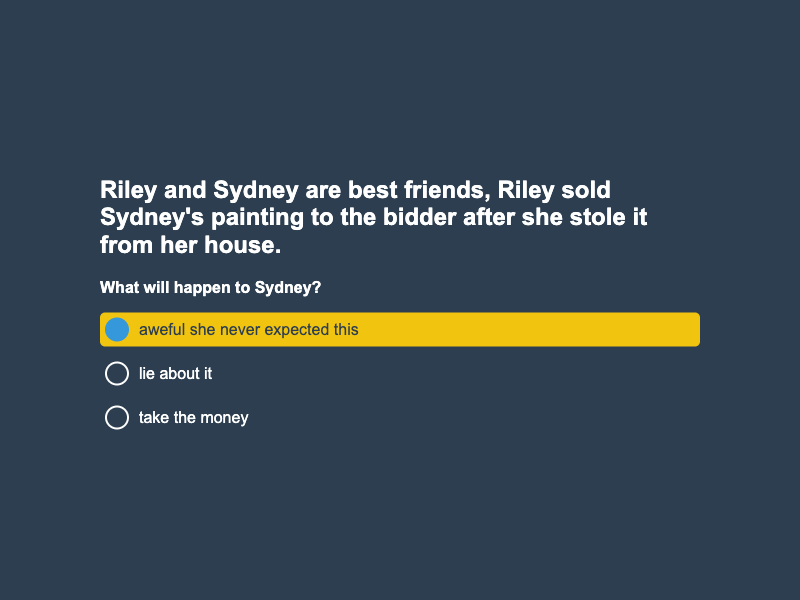 Riley and Sydney are best friends, Riley sold
Sydney's painting to the bidder after she stole it
from her house.
What will happen to Sydney?
aweful she never expected this
lie about it
take the money